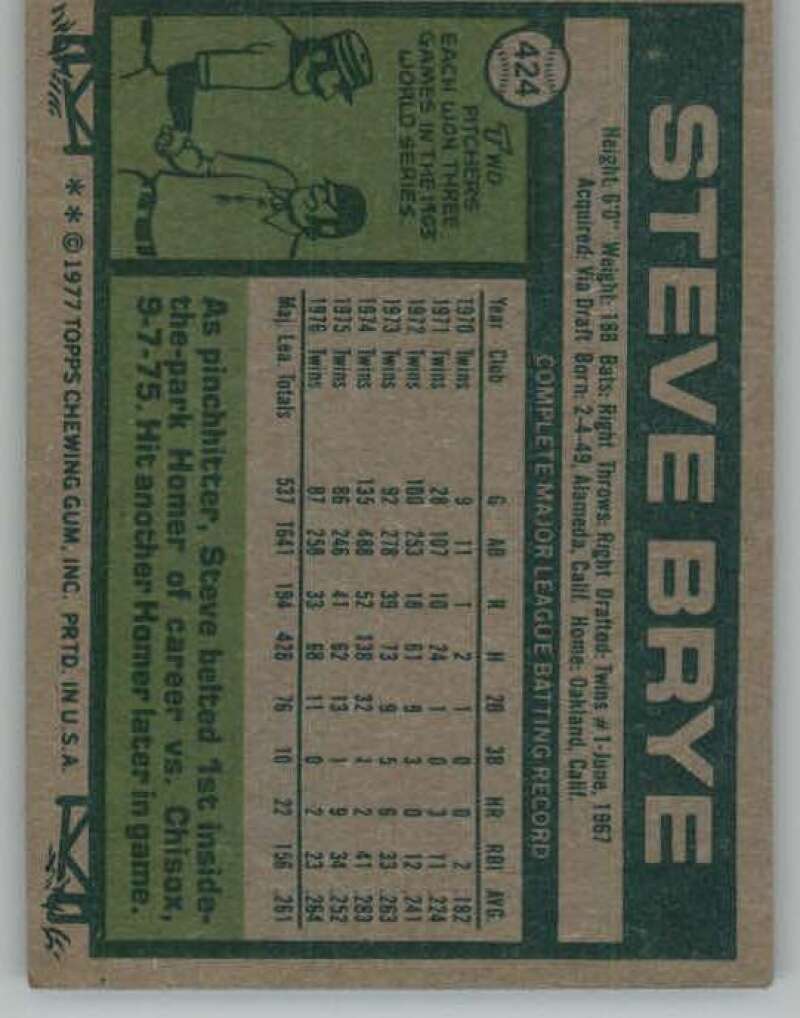 424
STEVE BRYE
Height: 6'0" Weight: 188 Bats: Right Throws: Right Drafted: Twins #1-June, 1967
Acquired: Via Draft Born: 2-4-49, Alameda, Calif. Home: Oakland, Calif.
TWO
PITCHERS
EACH WON THREE
GAMES IN THE 1903
WORLD SERIES
COMPLETE MAJOR LEAGUE BATTING RECORD
Year Club G AB R H 2B 3B HR RBI AVG.
1970 Twins 9 11 1 2 1 0 0 2 .182
1971 Twins 28 107 10 24 1 0 3 11 .224
1972 Twins 100 253 18 61 9 3 0 12 .241
1973 Twins 92 278 39 73 9 5 6 33 .263
1974 Twins 135 488 52 138 32 1 2 41 .283
1975 Twins 86 246 41 62 13 1 9 34 .252
1976 Twins 87 258 33 68 11 0 2 23 .264
Maj. Lea. Totals 537 1641 194 428 76 10 22 156 .261
As pinchhitter, Steve belted 1st inside-
the-park Homer of career vs. Chisox,
9-7-75. Hit another Homer later in game.
* * © 1977 TOPPS CHEWING GUM, INC. PRTD. IN U.S.A.